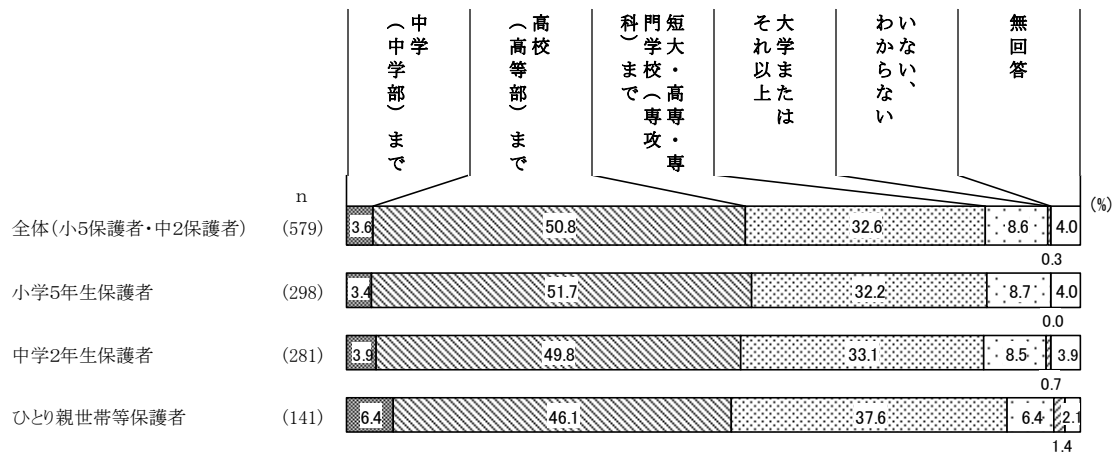 中学
（中学部）まで
高校
（高等部）まで
短大・高専・専
門学校（専攻
科）まで
大学または
それ以上
いない、
わからない
無回答
n
(%)
全体（小5保護者・中2保護者） (579) 3.6 50.8 32.6 8.6 4.0
0.3
小学5年生保護者 (298) 3.4 51.7 32.2 8.7 4.0
0.0
中学2年生保護者 (281) 3.9 49.8 33.1 8.5 3.9
0.7
ひとり親世帯等保護者 (141) 6.4 46.1 37.6 6.4 2.1
1.4